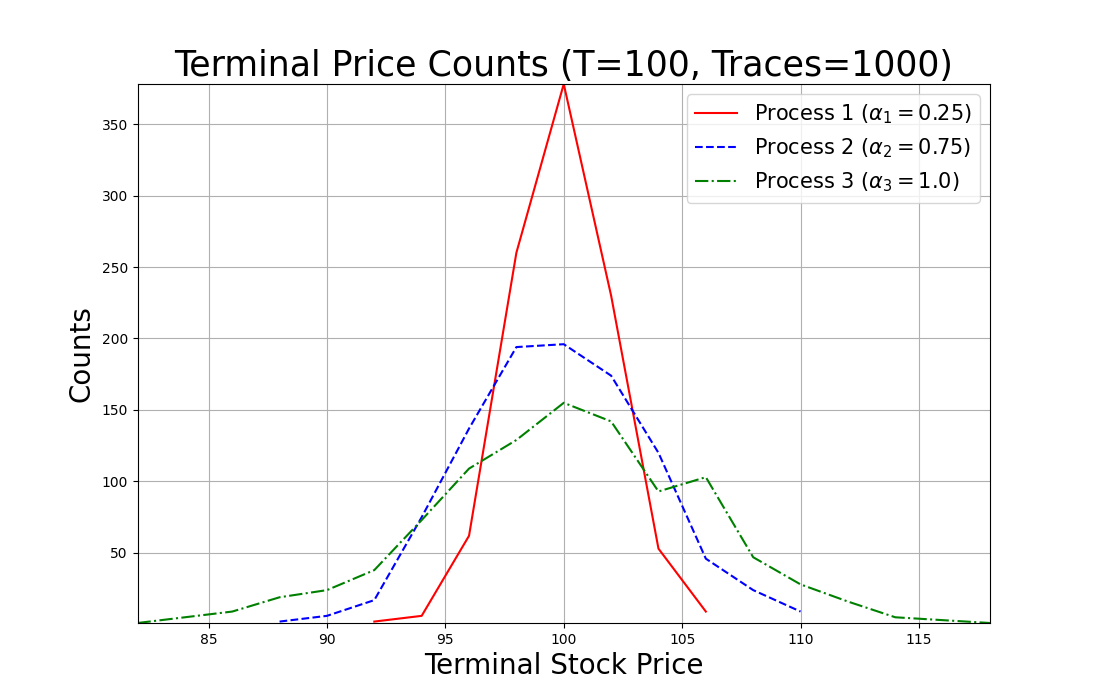 Terminal Price Counts (T=100, Traces=1000)
Process 1 (α₁ = 0.25)
Process 2 (α₂ = 0.75)
Process 3 (α₃ = 1.0)
350
300
250
200
150
100
50
Counts
85 90 95 100 105 110 115
Terminal Stock Price